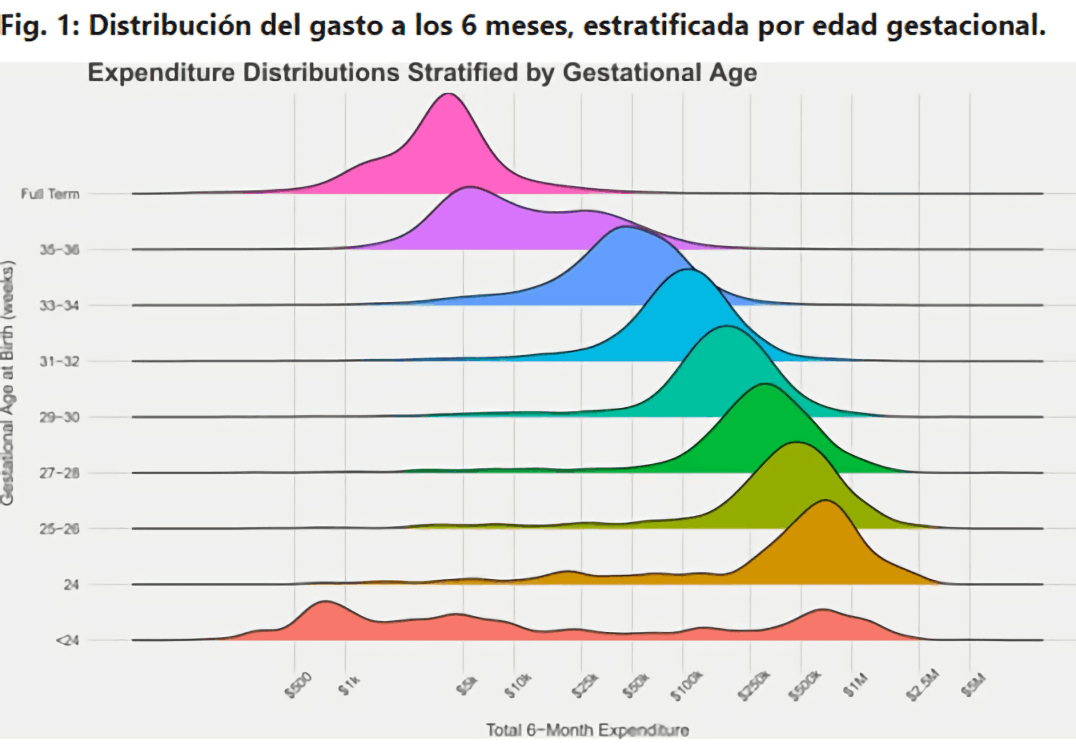 Fig. 1: Distribución del gasto a los 6 meses, estratificada por edad gestacional.
Expenditure Distributions Stratified by Gestational Age
Gestational Age at Birth (weeks)
Full Term
35-36
33-34
31-32
29-30
27-28
25-26
24
<24
$500 $1k $5k $10k $25k $50k $100k $250k $500k $1M $2.5M $5M
Total 6-Month Expenditure